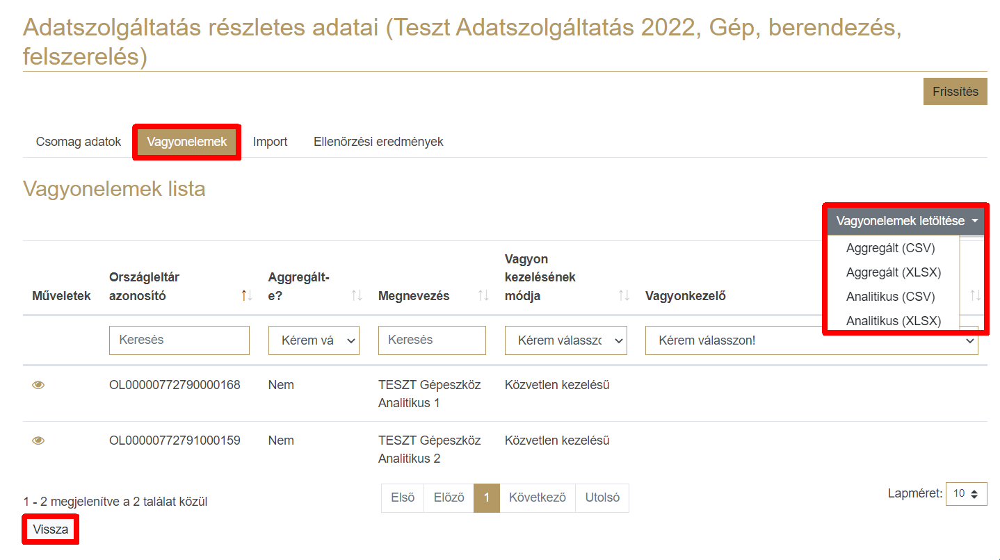 Adatszolgáltatás részletes adatai (Teszt Adatszolgáltatás 2022, Gép, berendezés,
felszerelés)
Frissítés
Csomag adatok Vagyonelemek Import Ellenőrzési eredmények
Vagyonelemek lista
Vagyonelemek letöltése
Aggregált (CSV)
Aggregált (XLSX)
Analitikus (CSV)
Analitikus (XLSX)
Műveletek
Országleltár
azonosító
Aggregált-
e?
Megnevezés
Vagyon
kezelésének
módja
Vagyonkezelő
Keresés Kérem vá Keresés Kérem válasszo Kérem válasszon!
OL00000772790000168 Nem TESZT Gépeszköz Közvetlen kezelésű
Analitikus 1
OL00000772791000159 Nem TESZT Gépeszköz Közvetlen kezelésű
Analitikus 2
1 - 2 megjelenítve a 2 találat közül
Első Előző 1 Következő Utolsó
Lapméret: 10
Vissza